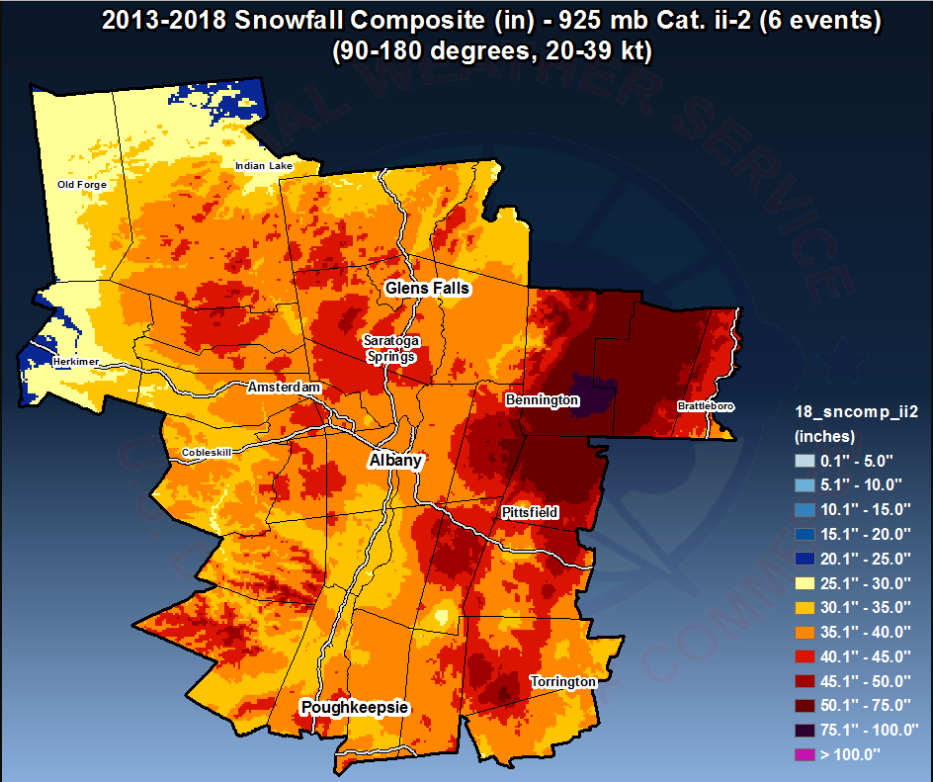 2013-2018 Snowfall Composite (in) - 925 mb Cat. ii-2 (6 events)
(90-180 degrees, 20-39 kt)
Indian Lake
Old Forge
Glens Falls
Saratoga
Springs
Herkimer
Amsterdam
Bennington
Brattleboro
Cobleskill
Albany
Pittsfield
Torrington
Poughkeepsie
18_sncomp_ii2
(inches)
0.1" - 5.0"
5.1" - 10.0"
10.1" - 15.0"
15.1" - 20.0"
20.1" - 25.0"
25.1" - 30.0"
30.1" - 35.0"
35.1" - 40.0"
40.1" - 45.0"
45.1" - 50.0"
50.1" - 75.0"
75.1" - 100.0"
> 100.0"